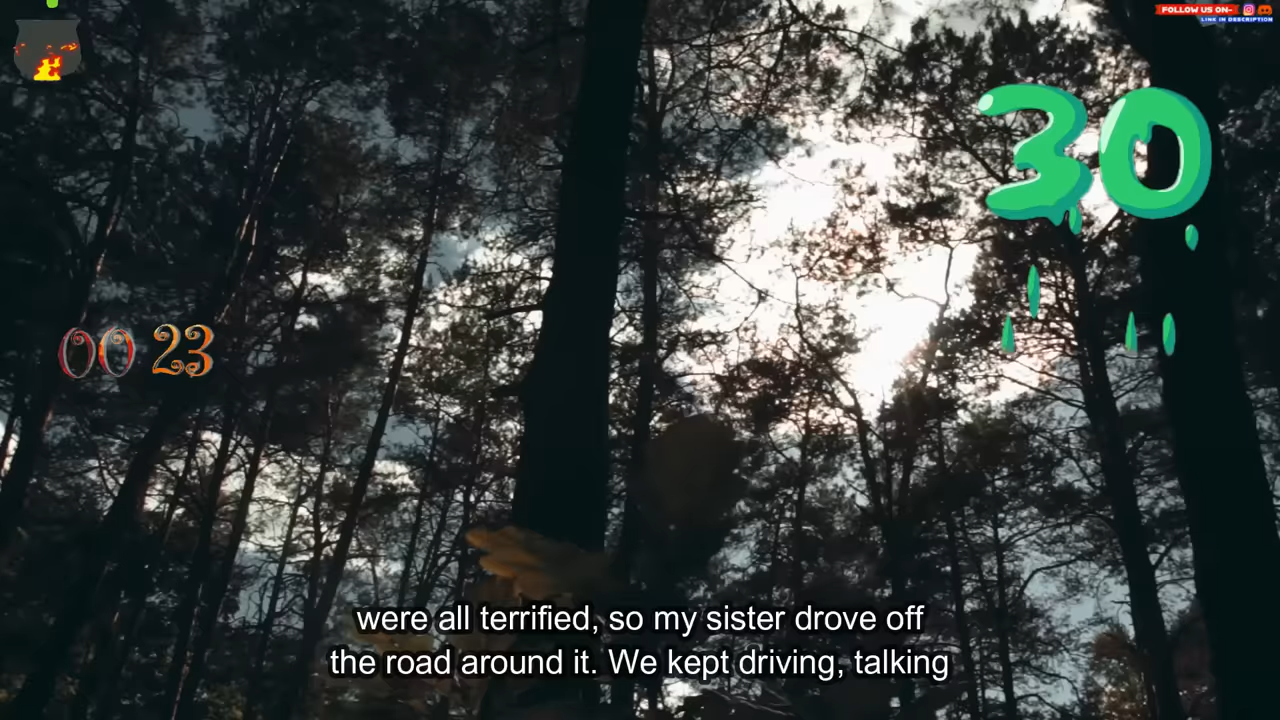 FOLLOW US ON-
LINK IN DESCRIPTION
30
00 23
were all terrified, so my sister drove off
the road around it. We kept driving, talking